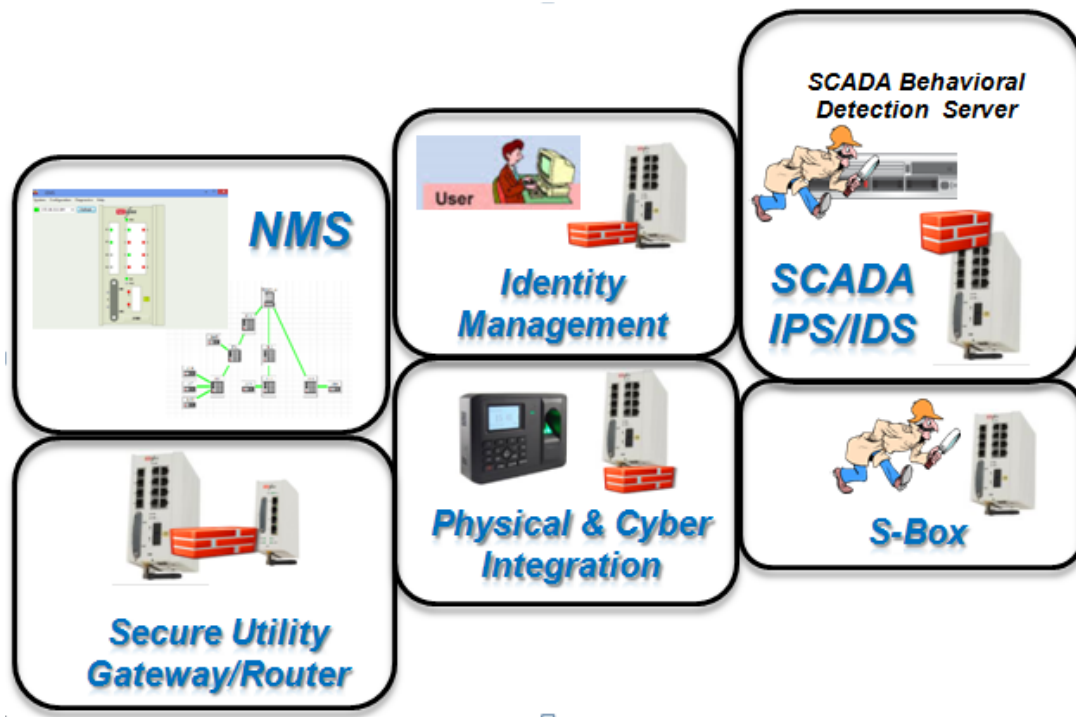 NMS
Secure Utility
Gateway/Router
User
Identity
Management
Physical & Cyber
Integration
SCADA Behavioral
Detection Server
SCADA
IPS/IDS
S-Box